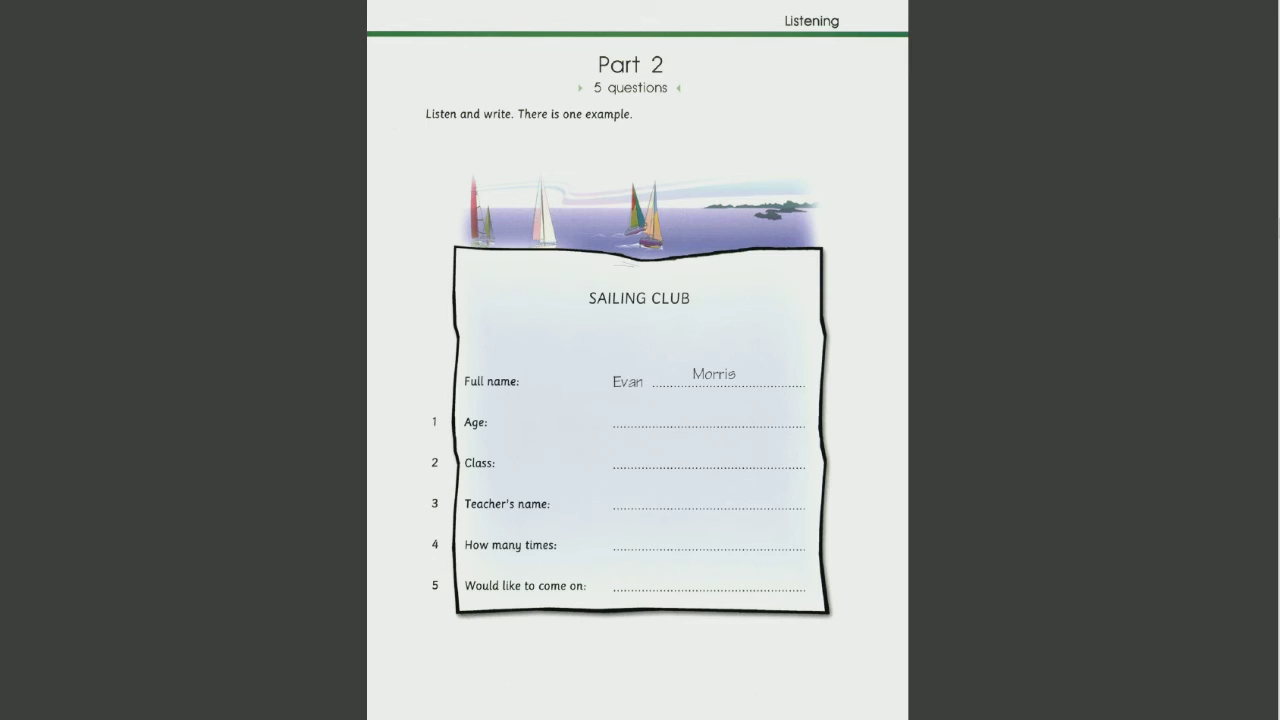 Listening
Part 2
5 questions
Listen and write. There is one example.
SAILING CLUB
Full name: Evan Morris
1 Age:
2 Class:
3 Teacher's name:
4 How many times:
5 Would like to come on: